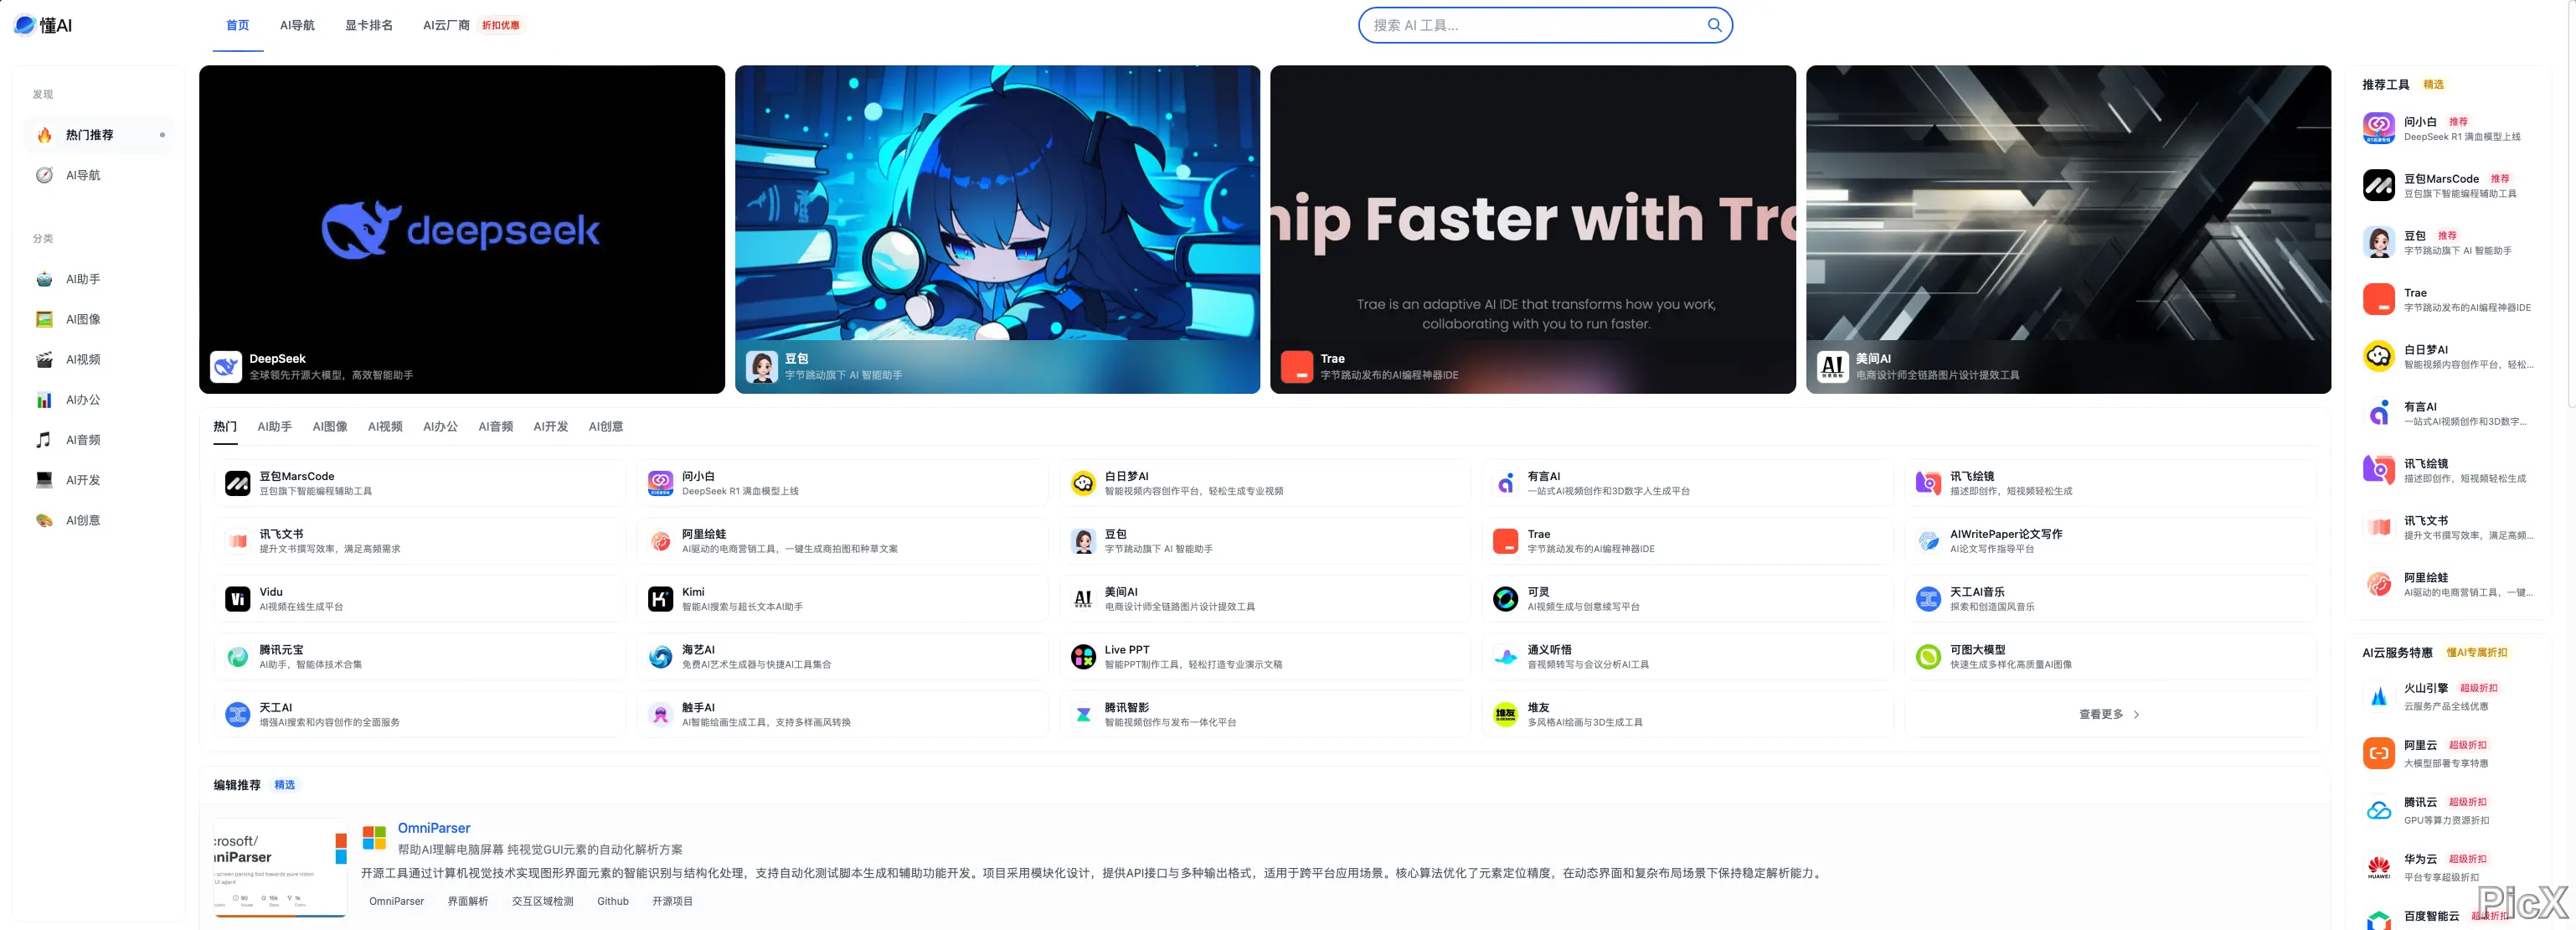 懂AI
首页
AI导航
显卡排名
AI云厂商 折扣优惠
搜索 AI 工具...
发现
热门推荐
AI导航
分类
AI助手
AI图像
AI视频
AI办公
AI音频
AI开发
AI创意
deepseek
DeepSeek
全球领先开源大模型，高效智能助手
豆包
字节跳动旗下 AI 智能助手
hip Faster with Tra
Trae is an adaptive AI IDE that transforms how you work,
collaborating with you to run faster.
Trae
字节跳动发布的AI编程神器IDE
AI
美间AI
电商设计师全链路图片设计提效工具
热门 AI助手 AI图像 AI视频 AI办公 AI音频 AI开发 AI创意
豆包MarsCode
豆包旗下智能编程辅助工具
问小白
DeepSeek R1 满血模型上线
白日梦AI
智能视频内容创作平台，轻松生成专业视频
有言AI
一站式AI视频创作和3D数字人生成平台
讯飞绘镜
描述即创作，短视频轻松生成
讯飞文书
提升文书撰写效率，满足高频需求
阿里绘蛙
AI驱动的电商营销工具，一键生成商拍图和种草文案
豆包
字节跳动旗下 AI 智能助手
Trae
字节跳动发布的AI编程神器IDE
AIWritePaper论文写作
AI论文写作指导平台
Vidu
AI视频在线生成平台
Kimi
智能AI搜索与超长文本AI助手
美间AI
电商设计师全链路图片设计提效工具
可灵
AI视频生成与创意续写平台
天工AI音乐
探索和创造国风音乐
腾讯元宝
AI助手，智能体技术合集
海艺AI
免费AI艺术生成器与快捷AI工具集合
Live PPT
智能PPT制作工具，轻松打造专业演示文稿
通义听悟
音视频转写与会议分析AI工具
可图大模型
快速生成多样化高质量AI图像
天工AI
增强AI搜索和内容创作的全面服务
触手AI
AI智能绘画生成工具，支持多样画风转换
腾讯智影
智能视频创作与发布一体化平台
堆友
堆友
多风格AI绘画与3D生成工具
查看更多
编辑推荐 精选
crosoft/
niParser
OmniParser
帮助AI理解电脑屏幕 纯视觉GUI元素的自动化解析方案
开源工具通过计算机视觉技术实现图形界面元素的智能识别与结构化处理，支持自动化测试脚本生成和辅助功能开发。项目采用模块化设计，提供API接口与多种输出格式，适用于跨平台应用场景。核心算法优化了元素定位精度，在动态界面和复杂布局场景下保持稳定解析能力。
OmniParser 界面解析 交互区域检测 Github 开源项目
推荐工具 精选
问小白 推荐
DeepSeek R1 满血模型上线
豆包MarsCode 推荐
豆包旗下智能编程辅助工具
豆包 推荐
字节跳动旗下 AI 智能助手
Trae
字节跳动发布的AI编程神器IDE
白日梦AI
智能视频内容创作平台，轻松...
有言AI
一站式AI视频创作和3D数字...
讯飞绘镜
描述即创作，短视频轻松生成
讯飞文书
提升文书撰写效率，满足高频...
阿里绘蛙
AI驱动的电商营销工具，一键...
AI云服务特惠 懂AI专属折扣
火山引擎 超级折扣
云服务产品全线优惠
阿里云 超级折扣
大模型部署专享特惠
腾讯云 超级折扣
GPU等算力资源折扣
HUAWEI
华为云 超级折扣
平台专享超级折扣
百度智能云 超级折扣
PicX